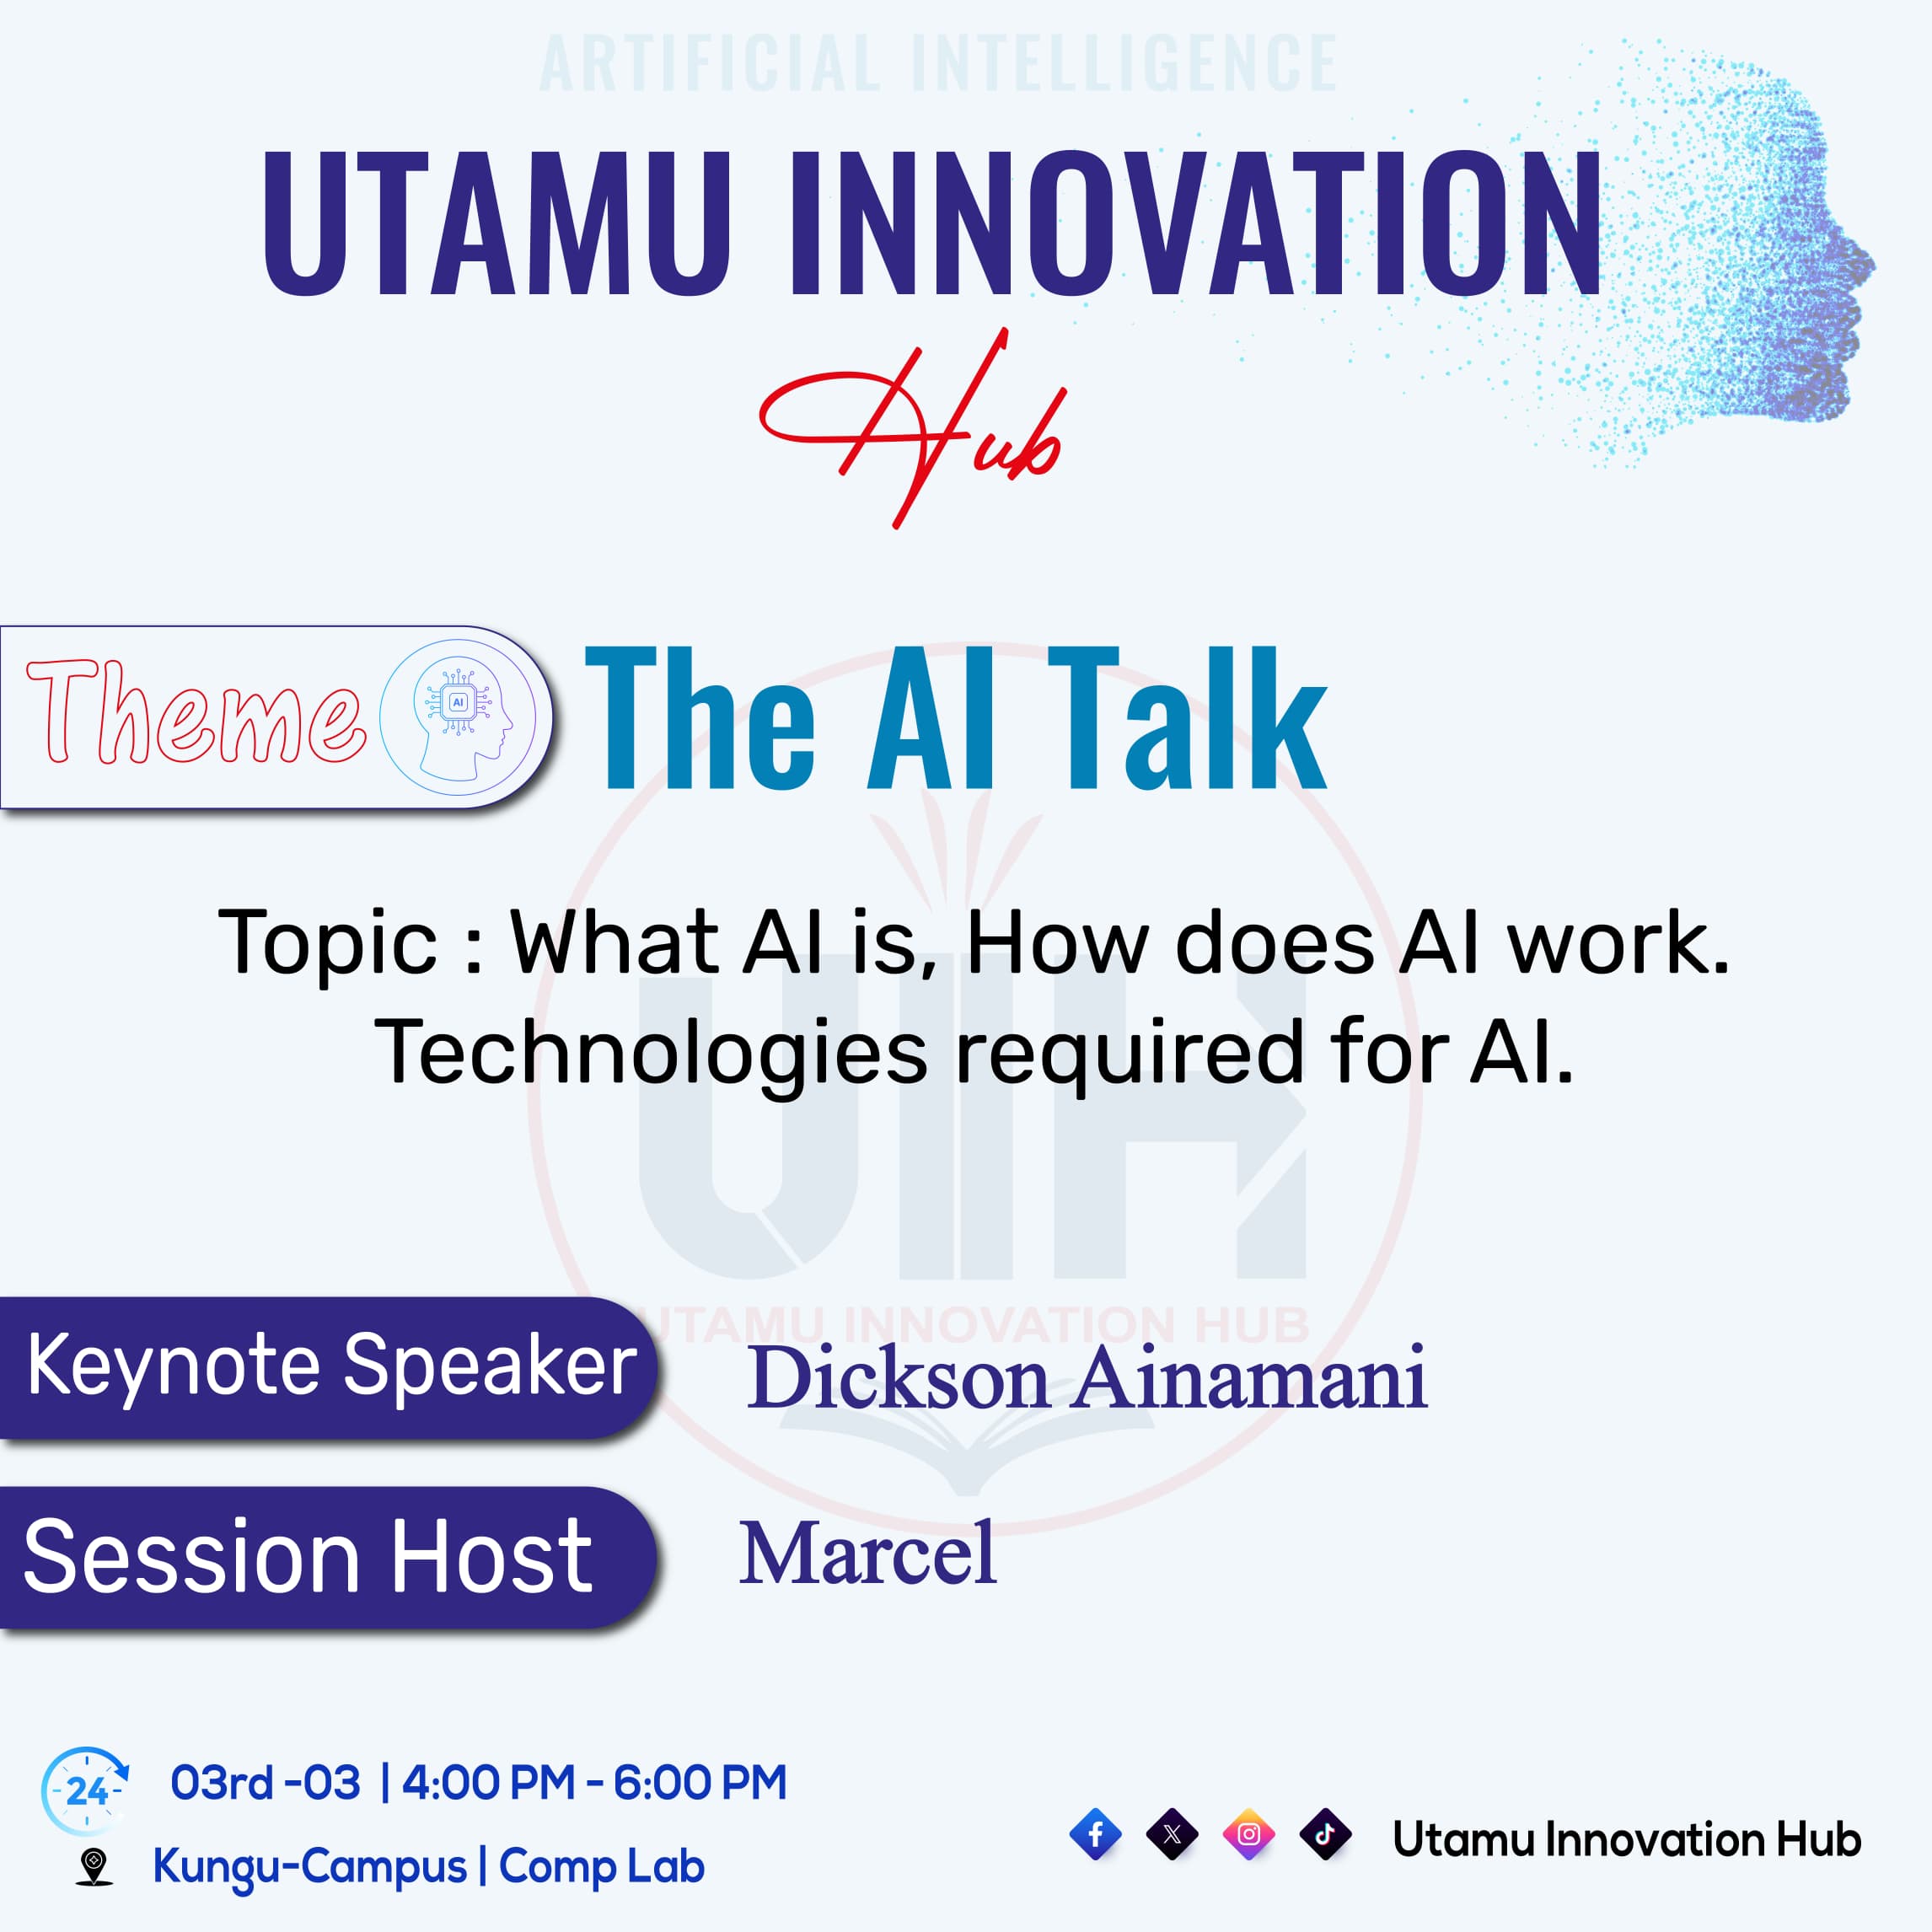 ARTIFICIAL INTELLIGENCE
UTAMU INNOVATION
Hub
Theme
AI
The AI Talk
Topic : What AI is, How does AI work.
Technologies required for AI.
UIH
UTAMU INNOVATION HUB
Keynote Speaker
Dickson Ainamani
Session Host
Marcel
24
03rd -03 | 4:00 PM - 6:00 PM
Kungu-Campus | Comp Lab
Utamu Innovation Hub